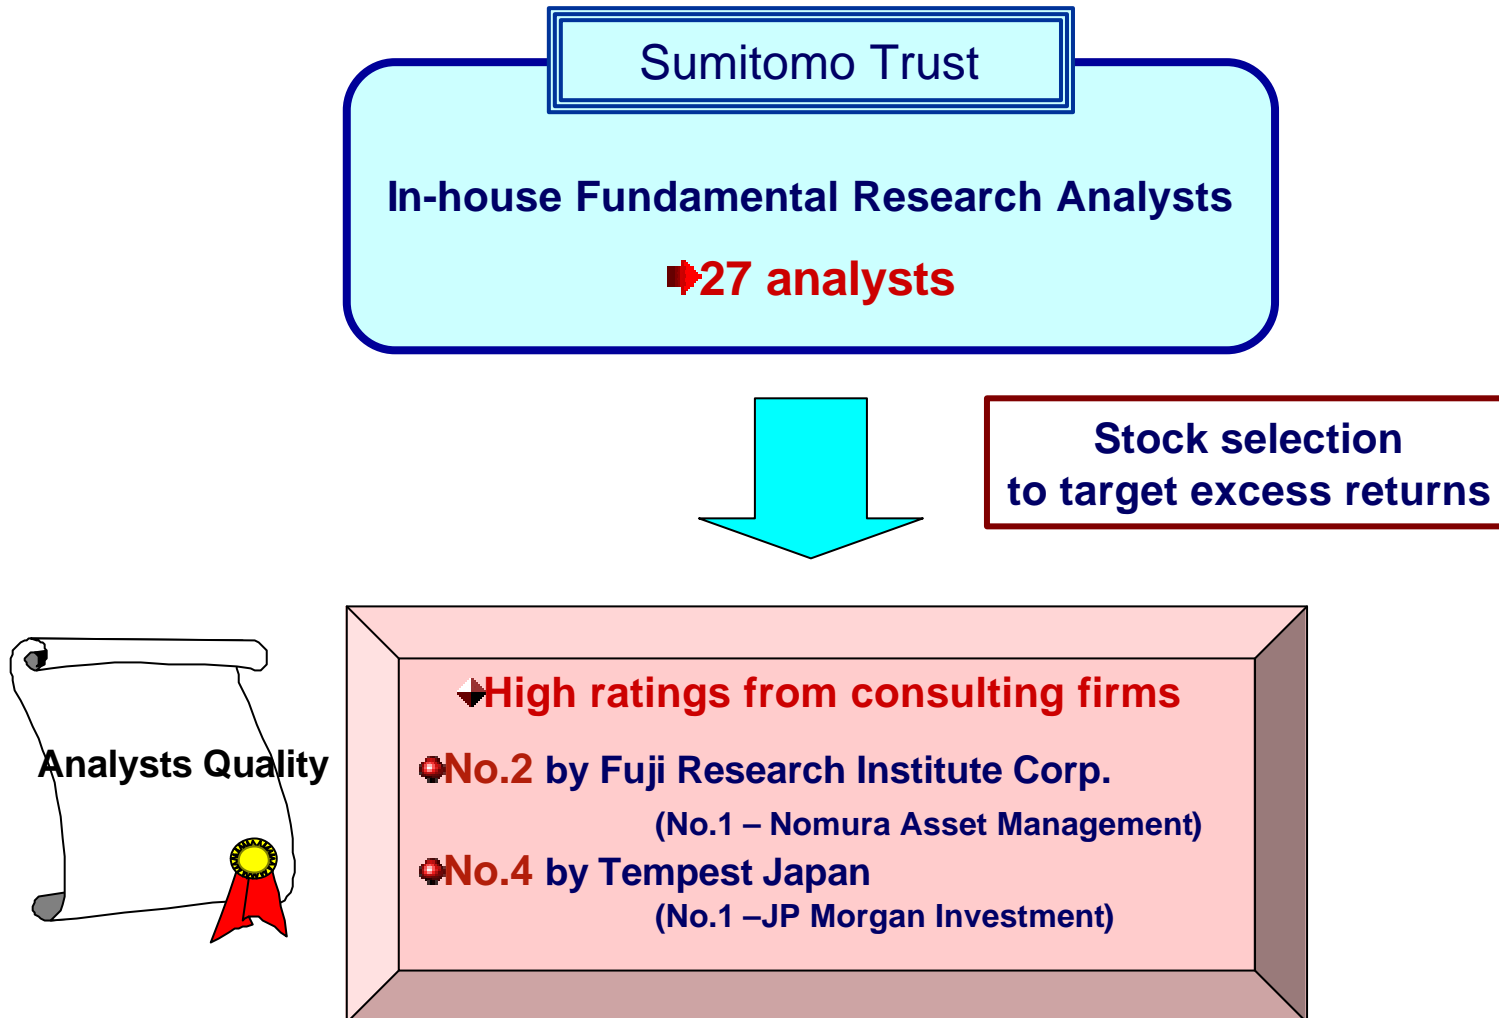 Sumitomo Trust
In-house Fundamental Research Analysts
27 analysts
Stock selection
to target excess returns
High ratings from consulting firms
Analysts Quality
No.2 by Fuji Research Institute Corp.
(No.1 – Nomura Asset Management)
No.4 by Tempest Japan
(No.1 –JP Morgan Investment)